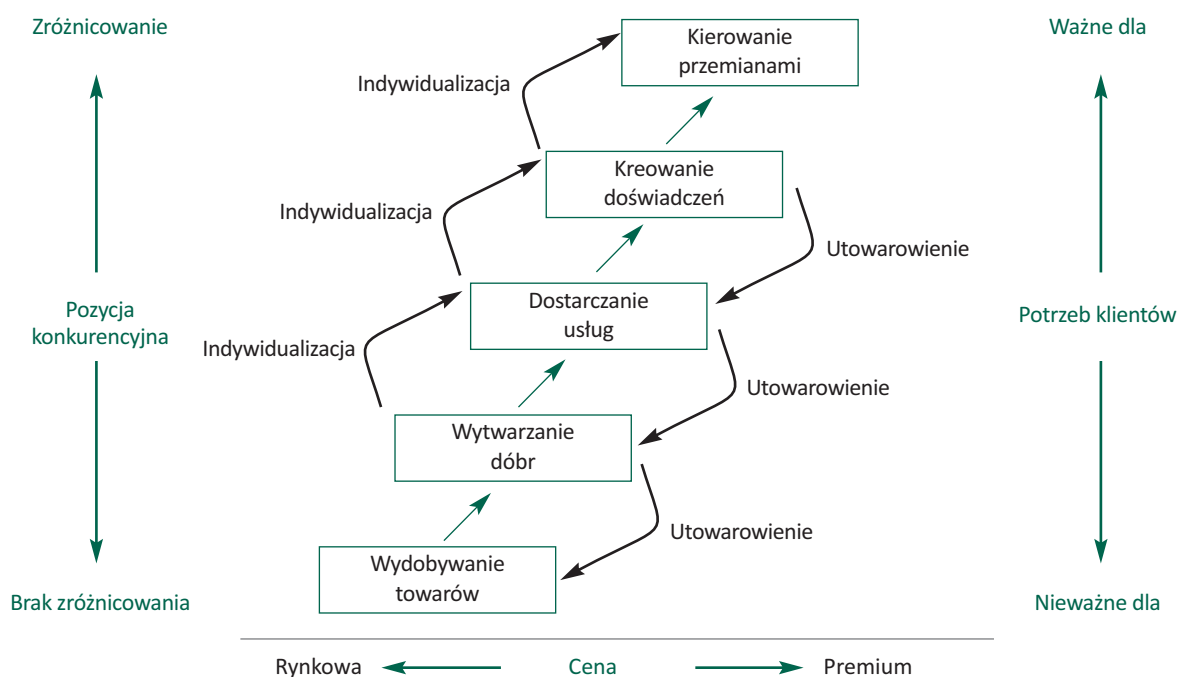 Zróżnicowanie
Ważne dla
Kierowanie
przemianami
Indywidualizacja
Kreowanie
doświadczeń
Indywidualizacja
Utowarowienie
Pozycja
konkurencyjna
Dostarczanie
usług
Potrzeb klientów
Indywidualizacja
Utowarowienie
Wytwarzanie
dóbr
Utowarowienie
Wydobywanie
towarów
Brak zróżnicowania
Nieważne dla
Rynkowa
Cena
Premium